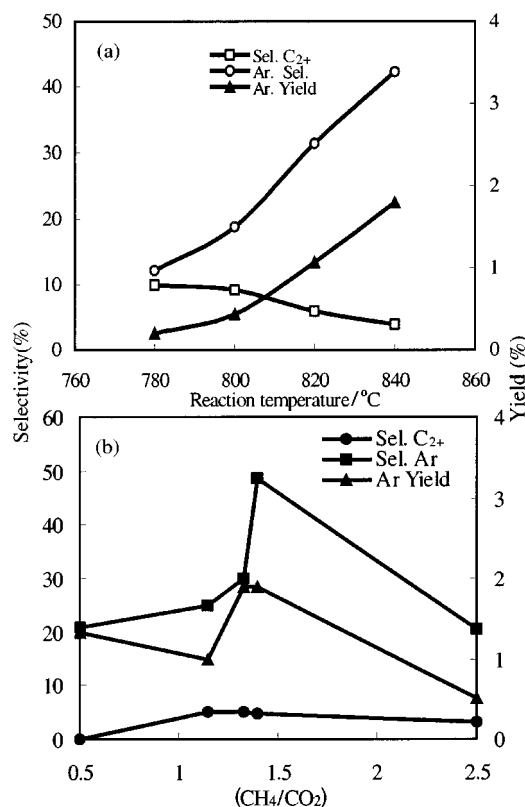 (a)
Sel. C2+
Ar. Sel.
Ar. Yield
50
40
30
20
10
0
4
3
2
1
0
760 780 800 820 840 860
Reaction temperature/°C
Selectivity(%)
Yield (%)
(b)
Sel. C2+
Sel. Ar
Ar Yield
60
50
40
30
20
10
0
4
3
2
1
0
0.5 1 1.5 2 2.5
(CH4/CO2)